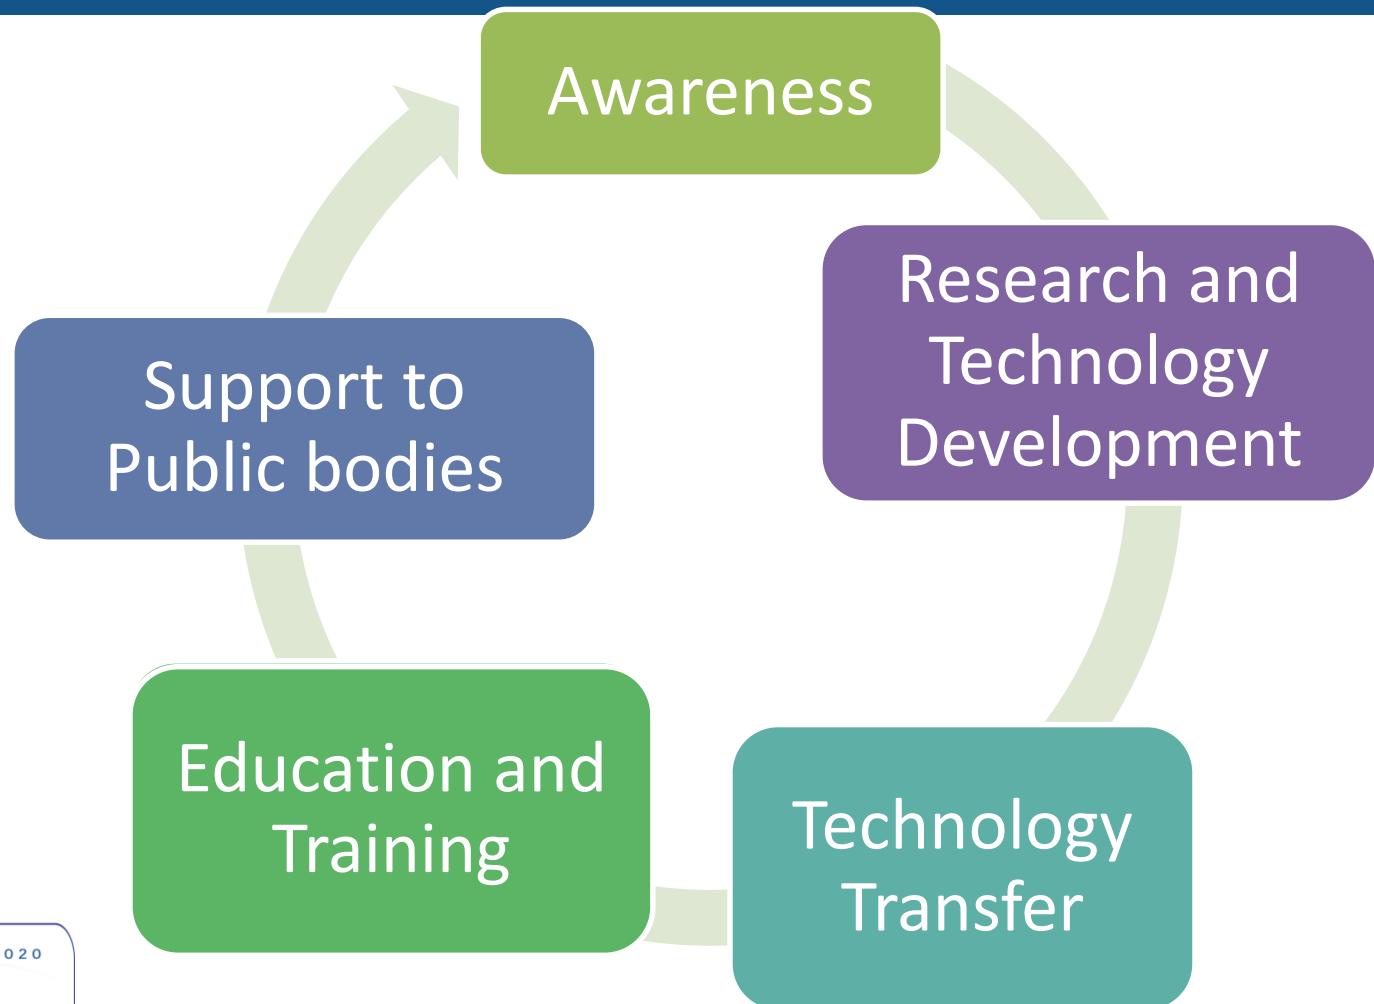 Awareness
Research and
Technology
Development
Support to
Public bodies
Education and
Training
Technology
Transfer
020